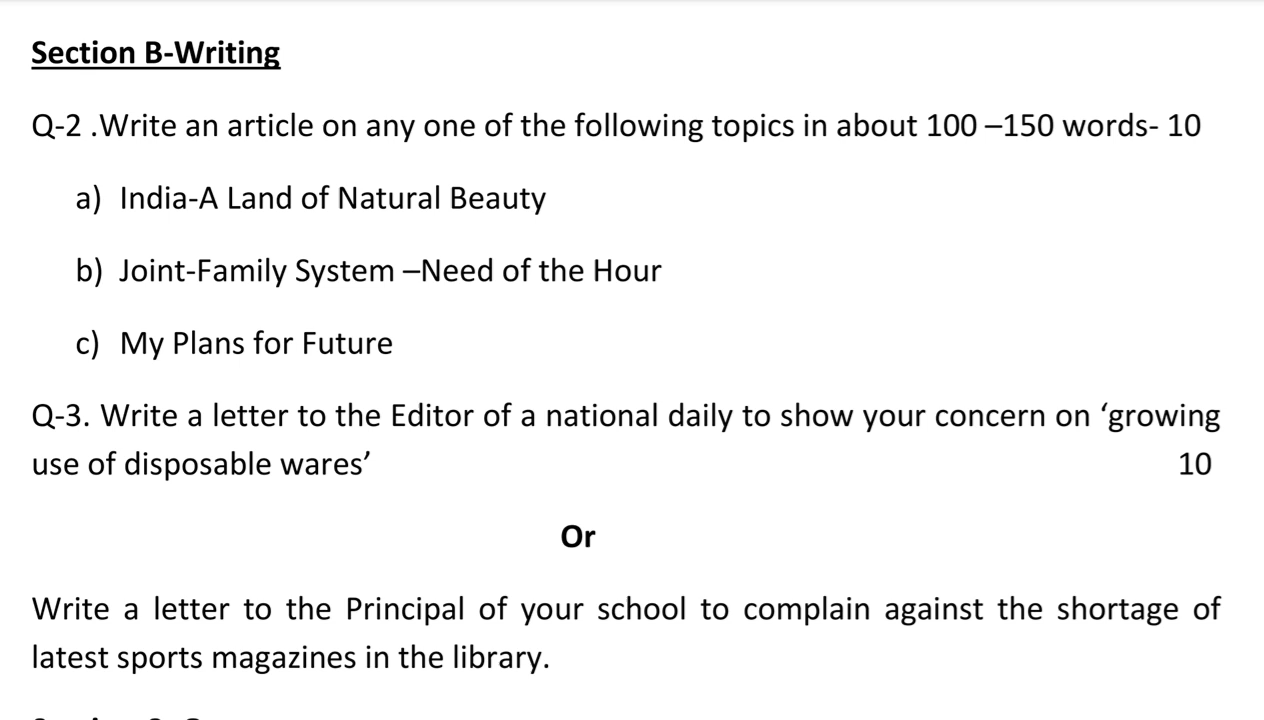 Section B-Writing
Q-2 .Write an article on any one of the following topics in about 100 –150 words- 10
a) India-A Land of Natural Beauty
b) Joint-Family System –Need of the Hour
c) My Plans for Future
Q-3. Write a letter to the Editor of a national daily to show your concern on ‘growing
use of disposable wares’ 10
Or
Write a letter to the Principal of your school to complain against the shortage of
latest sports magazines in the library.